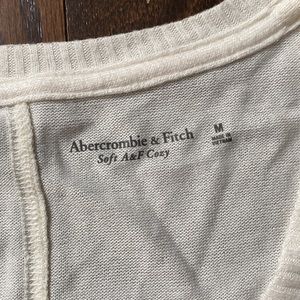 Abercrombie & Fitch
Soft A&F Cozy
M
MADE IN
VIETNAM